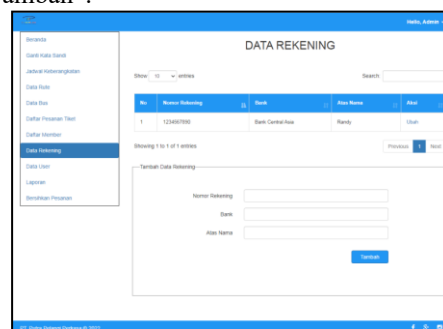 Hello, Admin
Beranda
Ganti Kata Sandi
Jadwal Keberangkatan
Data Rute
Data Bus
Daftar Pesanan Tiket
Daftar Member
Data Rekening
Data User
Laporan
Bersihkan Pesanan
DATA REKENING
Show 10 entries
Search
No Nomor Rekening Bank Atas Nama Aksi
1 1234567890 Bank Central Asia Randy Ubah
Showing 1 to 1 of 1 entries
Previous 1 Next
Tambah Data Rekening
Nomor Rekening
Bank
Atas Nama
Tambah